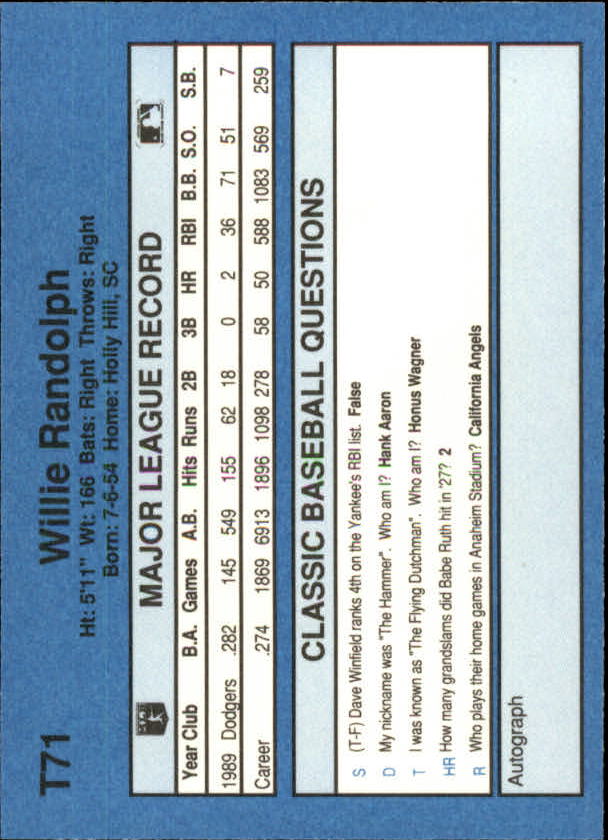 T71
Willie Randolph
Ht: 5'11" Wt: 166 Bats: Right Throws: Right
Born: 7-6-54 Home: Holly Hill, SC
MAJOR LEAGUE RECORD
Year Club B.A. Games A.B. Hits Runs 2B 3B HR RBI B.B. S.O. S.B.
1989 Dodgers .282 145 549 155 62 18 0 2 36 71 51 7
Career .274 1869 6913 1896 1098 278 58 50 588 1083 569 259
CLASSIC BASEBALL QUESTIONS
S (T-F) Dave Winfield ranks 4th on the Yankee's RBI list. False
D My nickname was "The Hammer". Who am I? Hank Aaron
T I was known as "The Flying Dutchman". Who am I? Honus Wagner
HR How many grandslams did Babe Ruth hit in '27? 2
R Who plays their home games in Anaheim Stadium? California Angels
Autograph